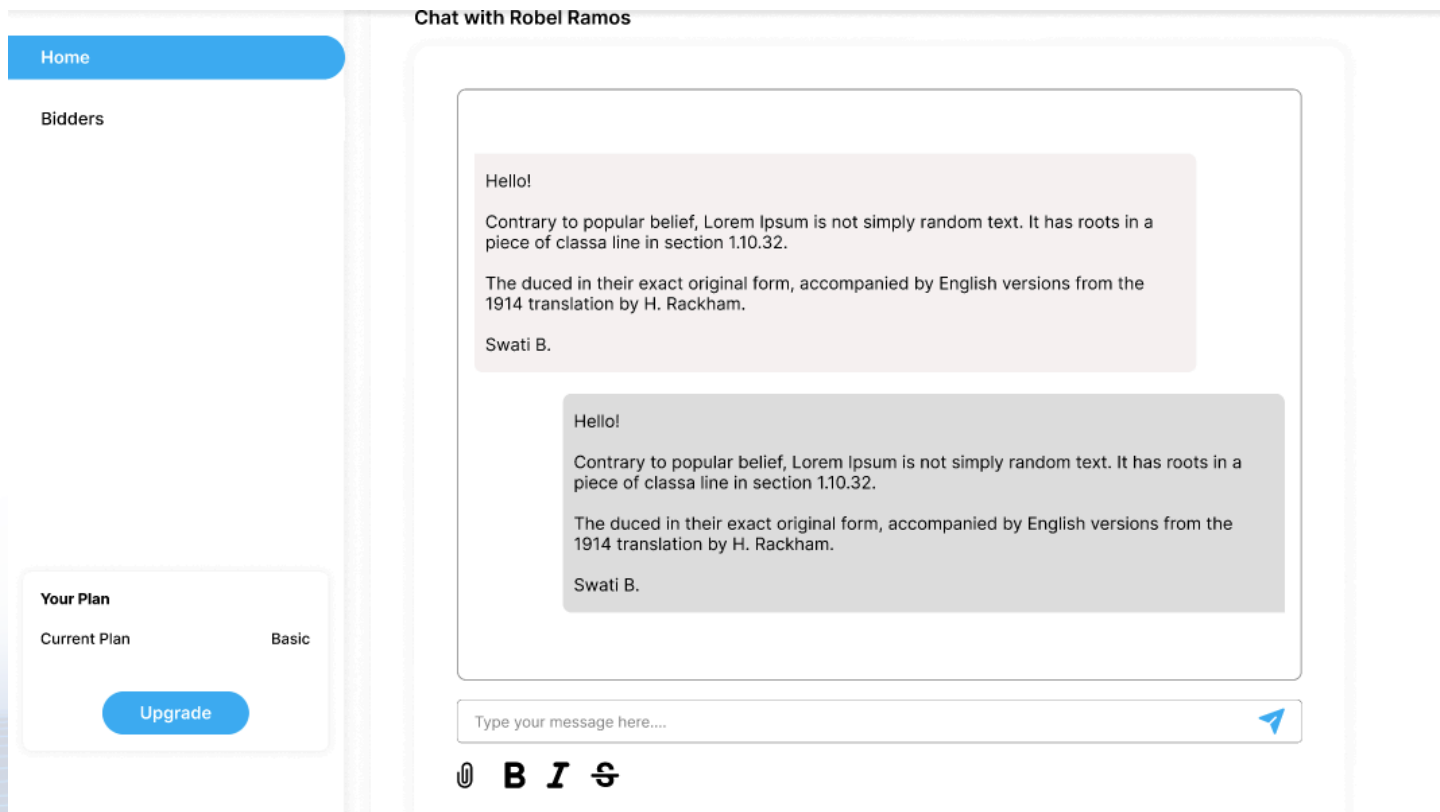 Chat with Robel Ramos
Home
Bidders
Hello!
Contrary to popular belief, Lorem Ipsum is not simply random text. It has roots in a
piece of classa line in section 1.10.32.
The duced in their exact original form, accompanied by English versions from the
1914 translation by H. Rackham.
Swati B.
Hello!
Contrary to popular belief, Lorem Ipsum is not simply random text. It has roots in a
piece of classa line in section 1.10.32.
The duced in their exact original form, accompanied by English versions from the
1914 translation by H. Rackham.
Swati B.
Your Plan
Current Plan Basic
Upgrade
Type your message here....
B I S